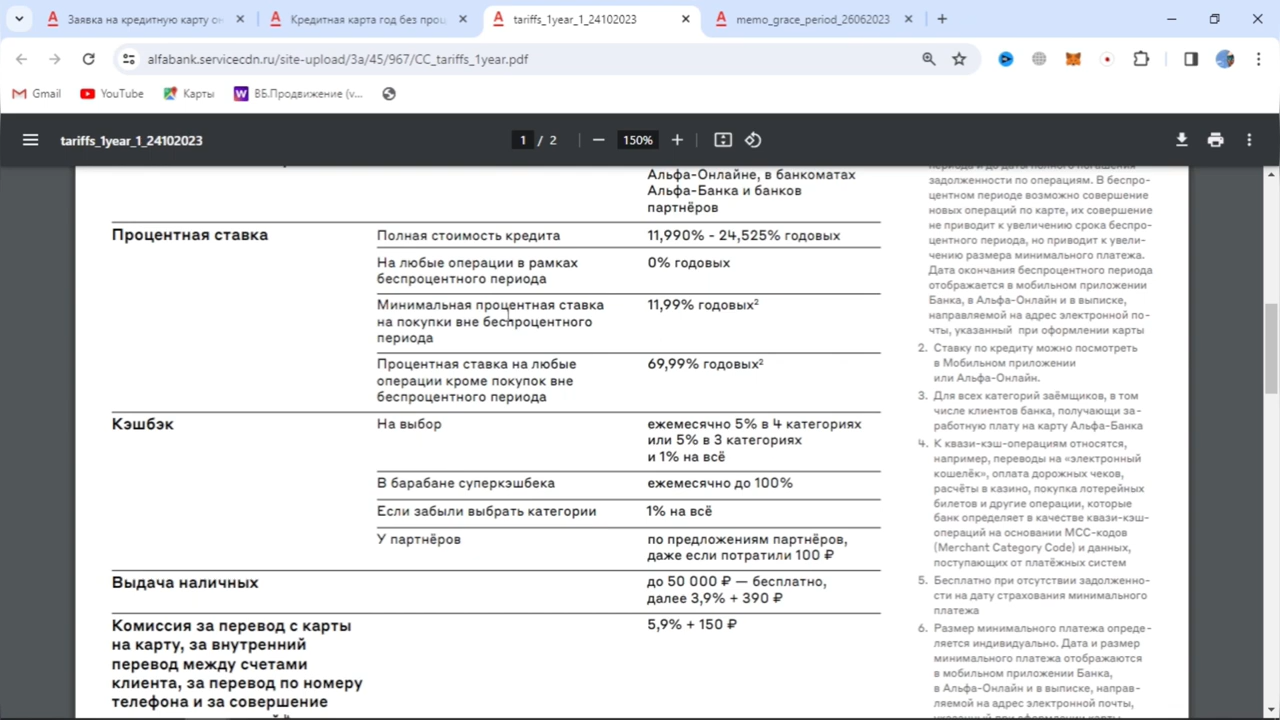 Заявка на кредитную карту он
Кредитная карта год без проц
tariffs_1year_1_24102023
memo_grace_period_26062023
alfabank.servicecdn.ru/site-upload/3a/45/967/CC_tariffs_1year.pdf
Gmail
YouTube
Карты
ВБ.Продвижение (v...
tariffs_1year_1_24102023
1 / 2
150%
Альфа-Онлайне, в банкоматах
Альфа-Банка и банков
партнёров
Процентная ставка
Полная стоимость кредита
11,990% - 24,525% годовых
На любые операции в рамках
беспроцентного периода
0% годовых
Минимальная процентная ставка
на покупки вне беспроцентного
периода
11,99% годовых²
Процентная ставка на любые
операции кроме покупок вне
беспроцентного периода
69,99% годовых²
Кэшбэк
На выбор
ежемесячно 5% в 4 категориях
или 5% в 3 категориях
и 1% на всё
В барабане суперкэшбека
ежемесячно до 100%
Если забыли выбрать категории
1% на всё
У партнёров
по предложениям партнёров,
даже если потратили 100 ₽
Выдача наличных
до 50 000 ₽ — бесплатно,
далее 3,9% + 390 ₽
Комиссия за перевод с карты
на карту, за внутренний
перевод между счетами
клиента, за перевод по номеру
телефона и за совершение
5,9% + 150 ₽
периода и до даты полного погашения
задолженности по операциям. В беспро-
центном периоде возможно совершение
новых операций по карте, их совершение
не приводит к увеличению срока беспро-
центного периода, но приводит к увели-
чению размера минимального платежа.
Дата окончания беспроцентного периода
отображается в мобильном приложении
Банка, в Альфа-Онлайн и в выписке,
направляемой на адрес электронной по-
чты, указанный при оформлении карты
2. Ставку по кредиту можно посмотреть
в Мобильном приложении
или Альфа-Онлайн.
3. Для всех категорий заёмщиков, в том
числе клиентов банка, получающи за-
работную плату на карту Альфа-Банка
4. К квази-кэш-операциям относятся,
например, переводы на «электронный
кошелёк», оплата дорожных чеков,
расчёты в казино, покупка лотерейных
билетов и другие операции, которые
банк определяет в качестве квази-кэш-
операций на основании МСС-кодов
(Merchant Category Code) и данных,
поступающих от платёжных систем
5. Бесплатно при отсутствии задолженно-
сти на дату страхования минимального
платежа
6. Размер минимального платежа опреде-
ляется индивидуально. Дата и размер
минимального платежа отображаются
в мобильном приложении Банка,
в Альфа-Онлайн и в выписке, направ-
ляемой на адрес электронной почты,
указанный при оформлении карты